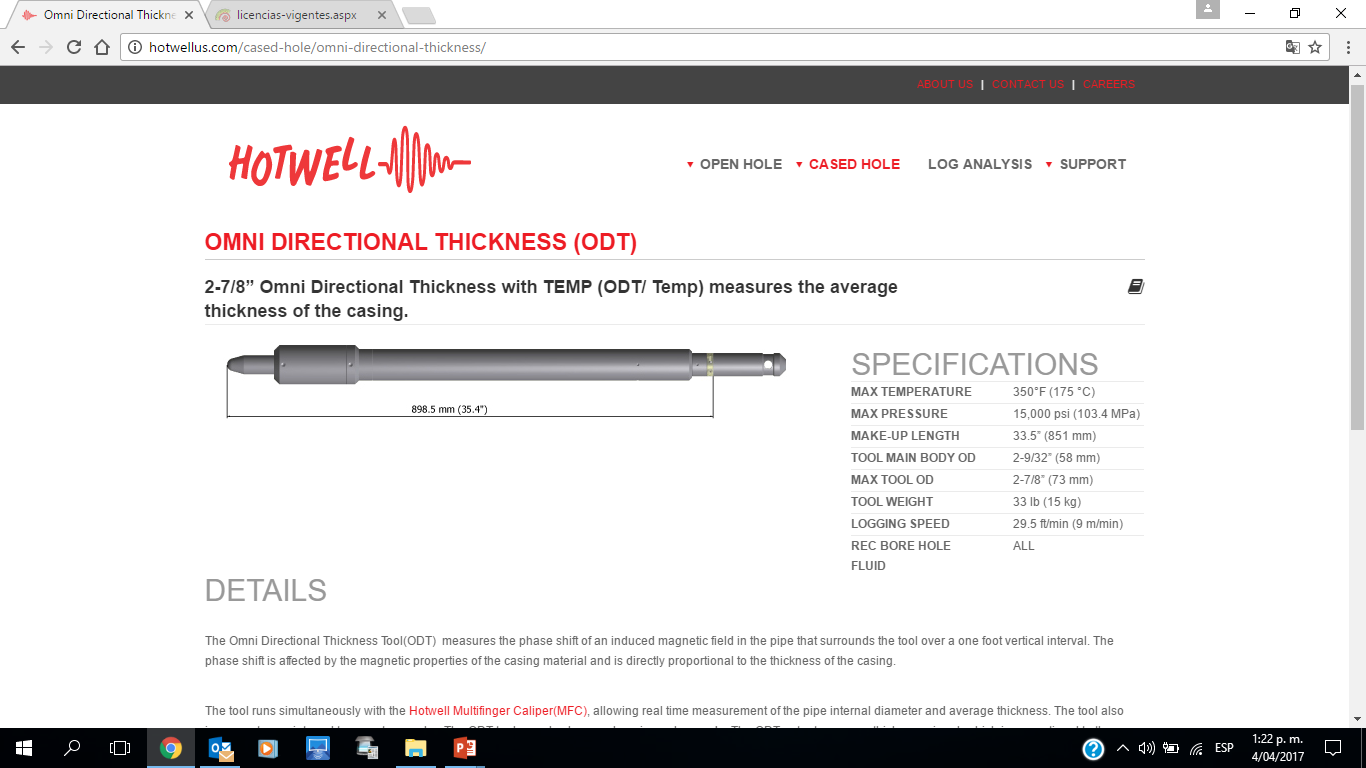 Omni Directional Thickne
licencias-vigentes.aspx
hotwellus.com/cased-hole/omni-directional-thickness/
ABOUT US | CONTACT US | CAREERS
HOTWELL
OPEN HOLE CASED HOLE LOG ANALYSIS SUPPORT
OMNI DIRECTIONAL THICKNESS (ODT)
2-7/8” Omni Directional Thickness with TEMP (ODT/ Temp) measures the average
thickness of the casing.
898.5 mm (35.4")
SPECIFICATIONS
MAX TEMPERATURE 350°F (175 °C)
MAX PRESSURE 15,000 psi (103.4 MPa)
MAKE-UP LENGTH 33.5” (851 mm)
TOOL MAIN BODY OD 2-9/32” (58 mm)
MAX TOOL OD 2-7/8” (73 mm)
TOOL WEIGHT 33 lb (15 kg)
LOGGING SPEED 29.5 ft/min (9 m/min)
REC BORE HOLE ALL
FLUID
DETAILS
The Omni Directional Thickness Tool(ODT) measures the phase shift of an induced magnetic field in the pipe that surrounds the tool over a one foot vertical interval. The
phase shift is affected by the magnetic properties of the casing material and is directly proportional to the thickness of the casing.
The tool runs simultaneously with the Hotwell Multifinger Caliper(MFC), allowing real time measurement of the pipe internal diameter and average thickness. The tool also
ESP
1:22 p. m.
4/04/2017